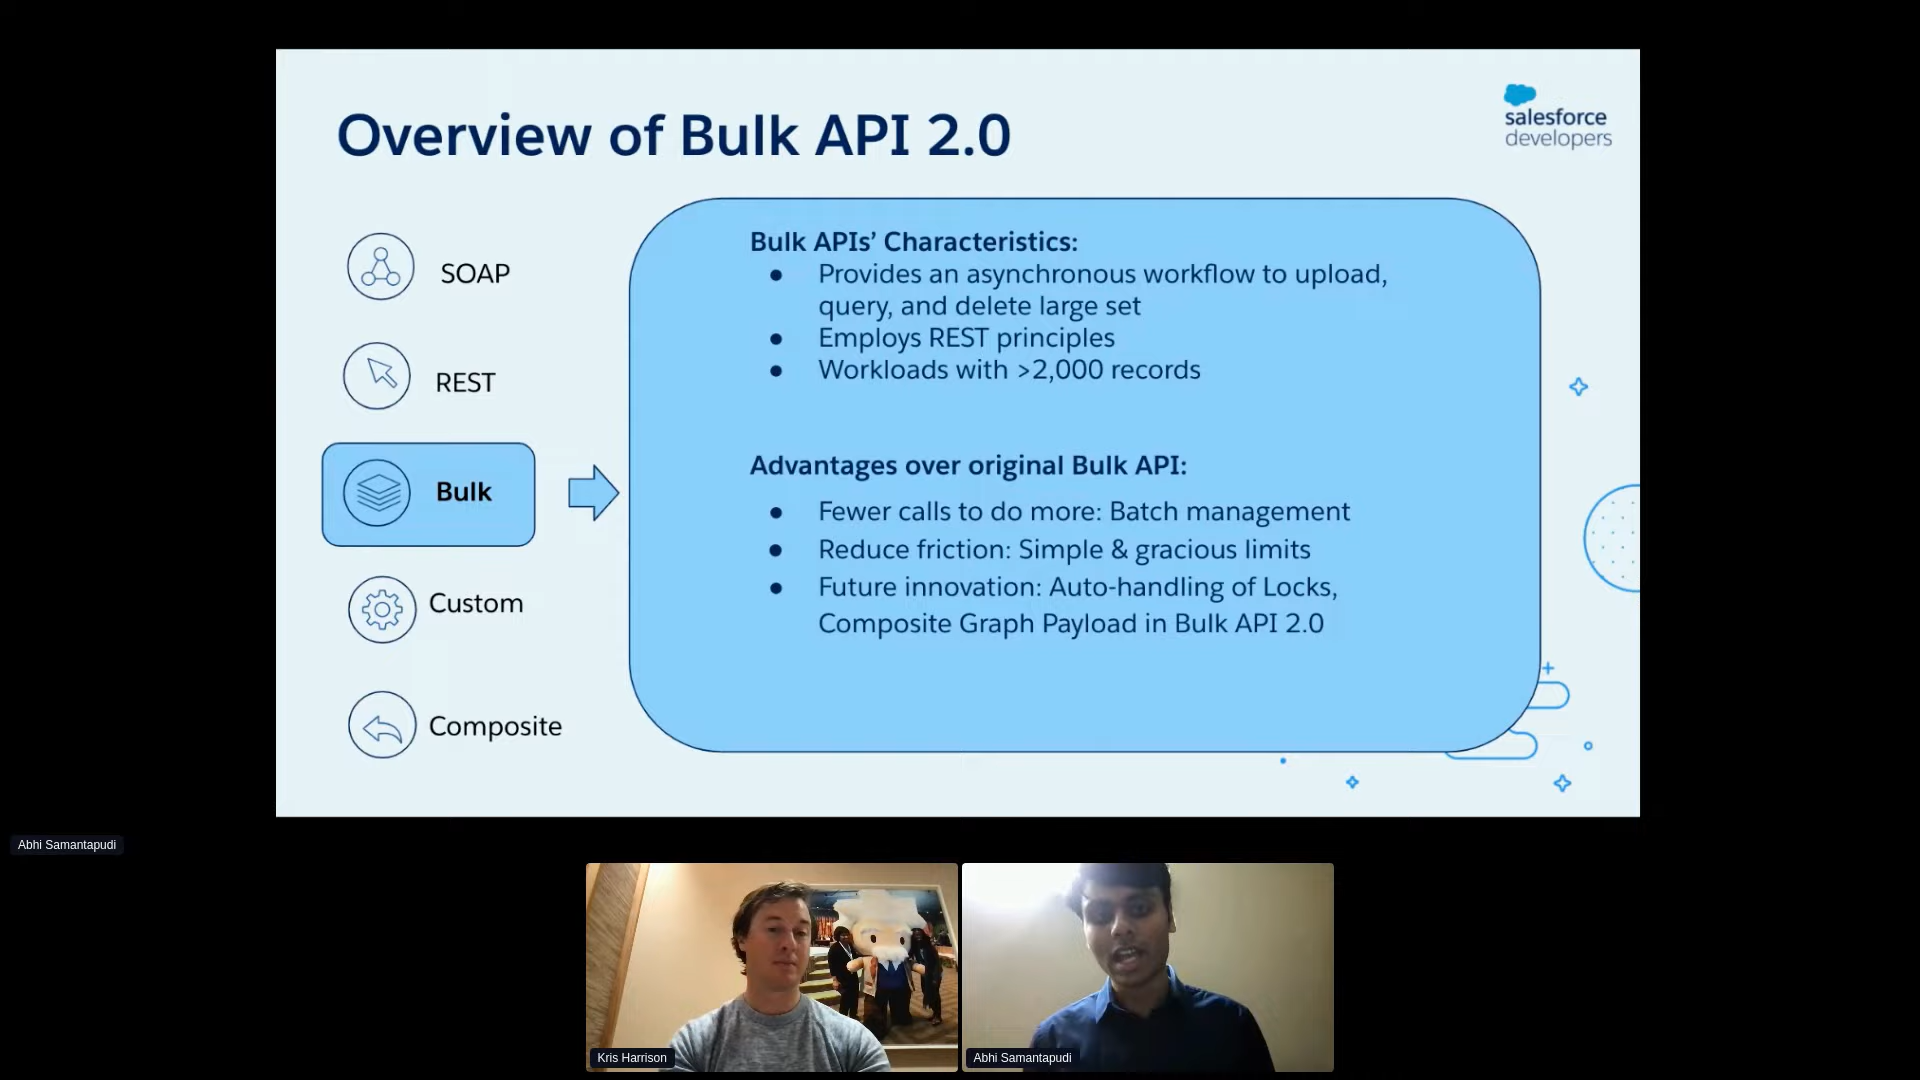 Overview of Bulk API 2.0
salesforce
developers
SOAP
REST
Bulk
Custom
Composite
Bulk APIs’ Characteristics:
● Provides an asynchronous workflow to upload,
query, and delete large set
● Employs REST principles
● Workloads with >2,000 records
Advantages over original Bulk API:
● Fewer calls to do more: Batch management
● Reduce friction: Simple & gracious limits
● Future innovation: Auto-handling of Locks,
Composite Graph Payload in Bulk API 2.0
Abhi Samantapudi
Kris Harrison
Abhi Samantapudi